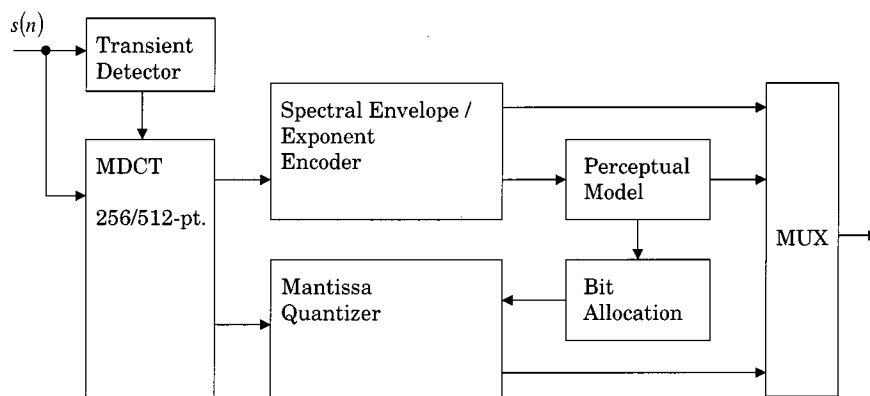 s(n)
Transient
Detector
MDCT
256/512-pt.
Spectral Envelope /
Exponent
Encoder
Perceptual
Model
MUX
Mantissa
Quantizer
Bit
Allocation